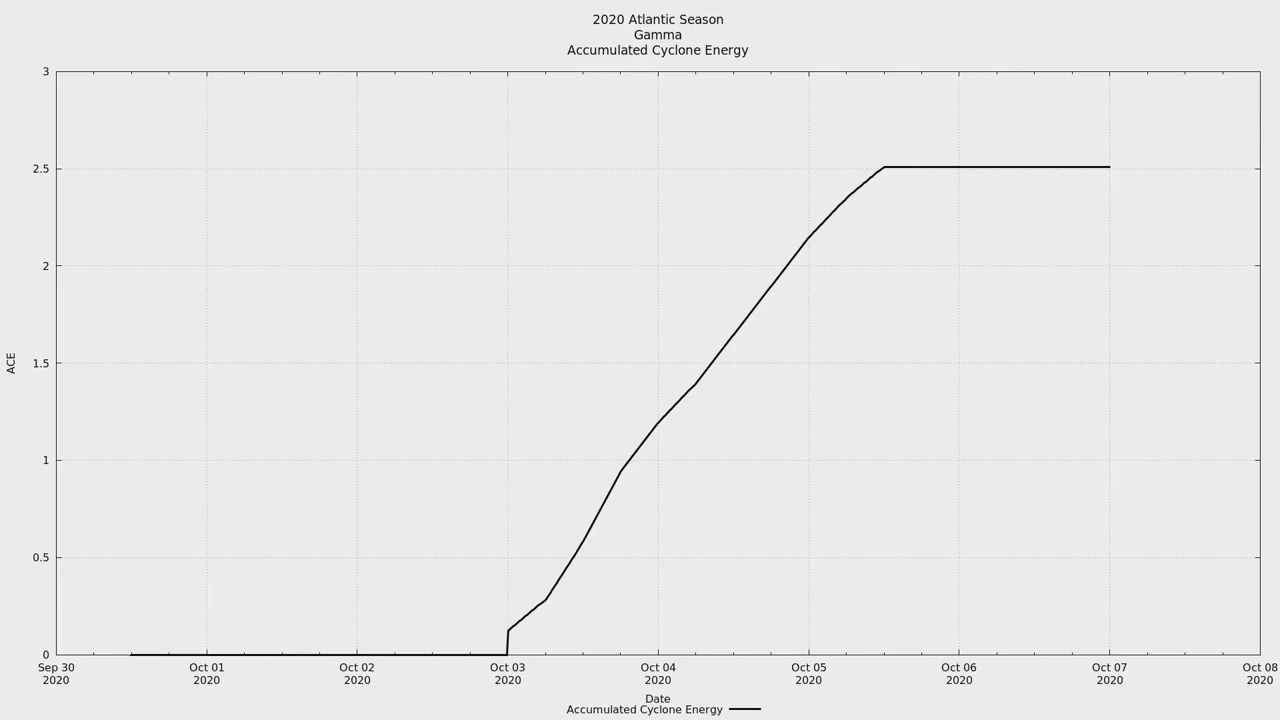 2020 Atlantic Season
Gamma
Accumulated Cyclone Energy
3
2.5
2
1.5
1
0.5
0
ACE
Sep 30 Oct 01 Oct 02 Oct 03 Oct 04 Oct 05 Oct 06 Oct 07 Oct 08
2020 2020 2020 2020 2020 2020 2020 2020 2020
Date
Accumulated Cyclone Energy